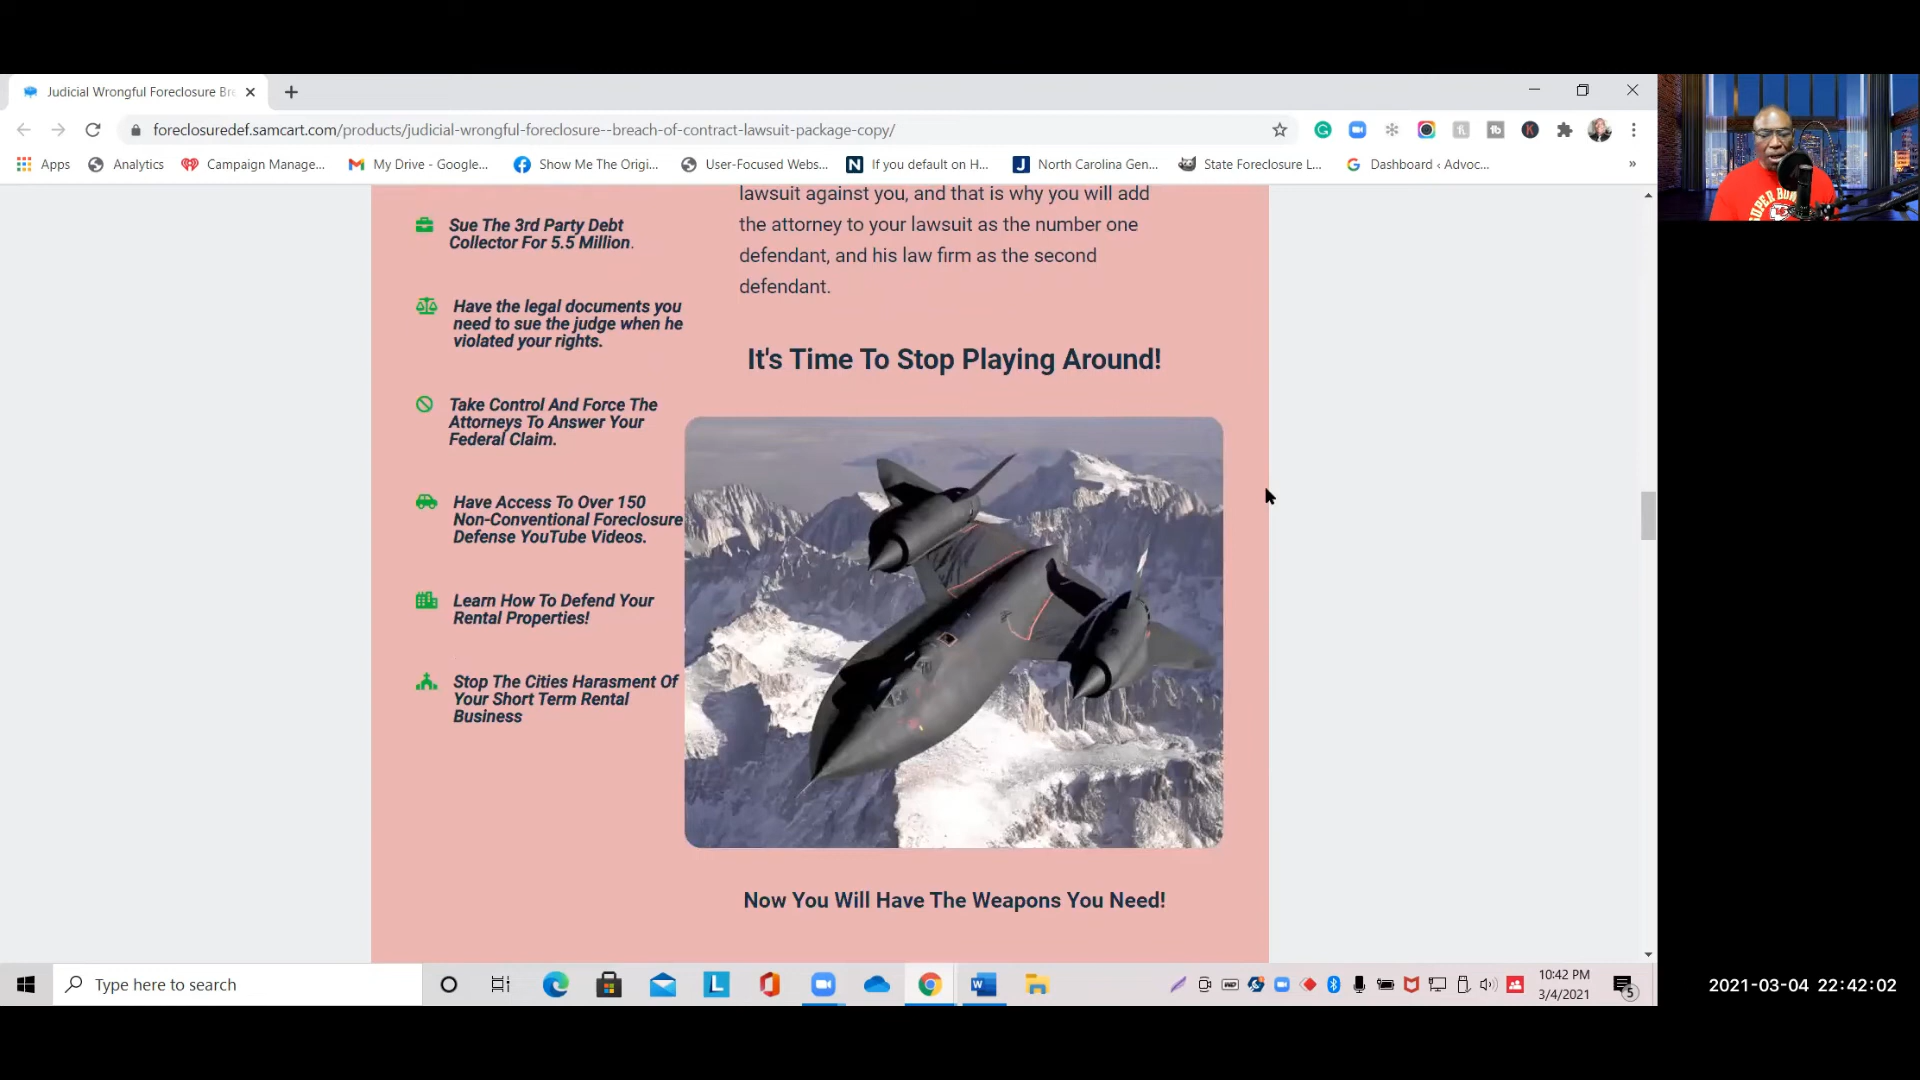 Judicial Wrongful Foreclosure Bre
foreclosuredef.samcart.com/products/judicial-wrongful-foreclosure--breach-of-contract-lawsuit-package-copy/
Apps
Analytics
Campaign Manage...
My Drive - Google...
Show Me The Origi...
User-Focused Webs...
If you default on H...
North Carolina Gen...
State Foreclosure L...
Dashboard ‹ Advoc...
»
Sue The 3rd Party Debt
Collector For 5.5 Million.
Have the legal documents you
need to sue the judge when he
violated your rights.
Take Control And Force The
Attorneys To Answer Your
Federal Claim.
Have Access To Over 150
Non-Conventional Foreclosure
Defense YouTube Videos.
Learn How To Defend Your
Rental Properties!
Stop The Cities Harasment Of
Your Short Term Rental
Business
lawsuit against you, and that is why you will add
the attorney to your lawsuit as the number one
defendant, and his law firm as the second
defendant.
It's Time To Stop Playing Around!
Now You Will Have The Weapons You Need!
SUPER BOWL
Type here to search
10:42 PM
3/4/2021
5
2021-03-04 22:42:02